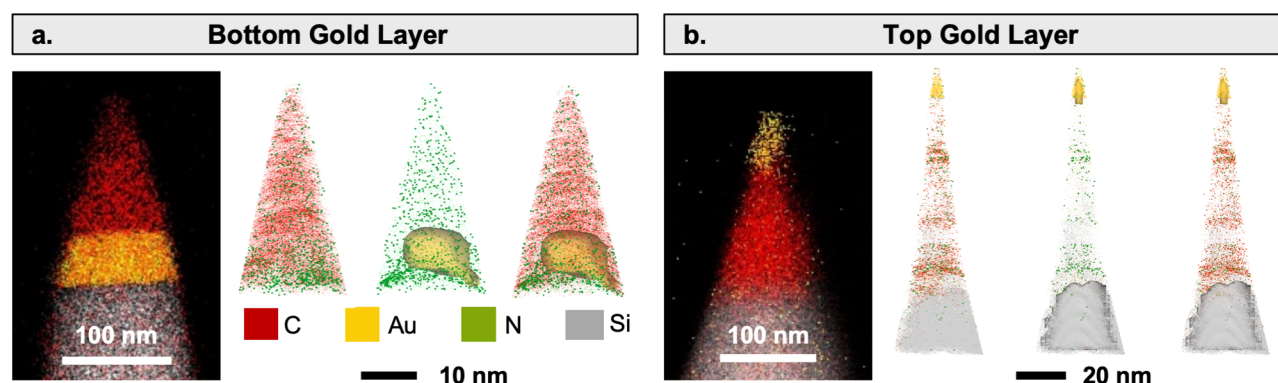 a. Bottom Gold Layer
b. Top Gold Layer
100 nm
C Au N Si
10 nm
100 nm
20 nm